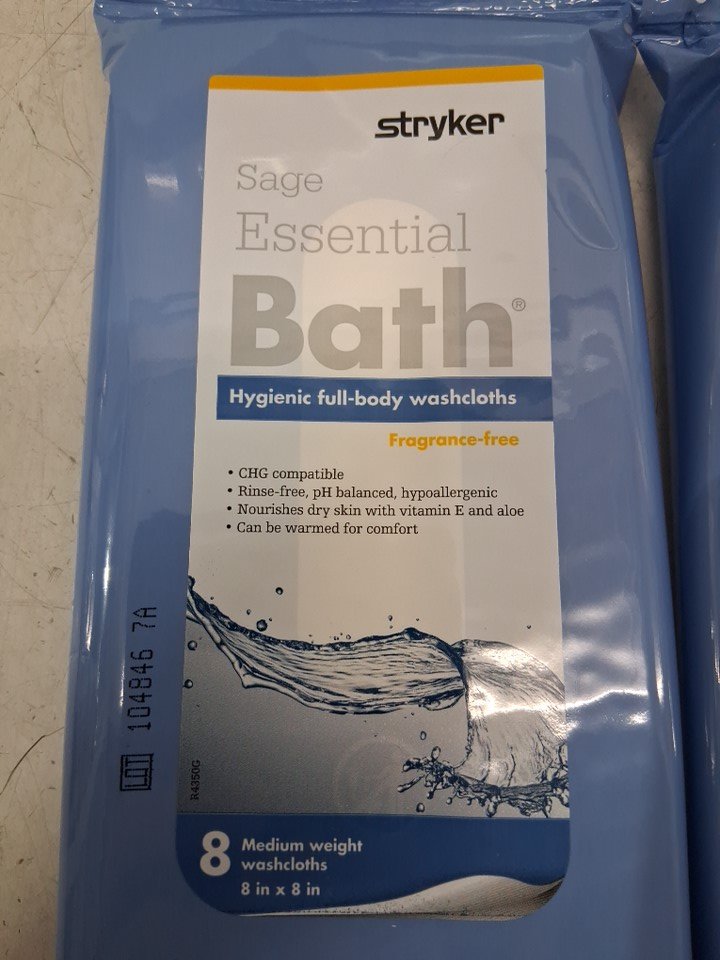 stryker
Sage
Essential
Bath®
Hygienic full-body washcloths
Fragrance-free
• CHG compatible
• Rinse-free, pH balanced, hypoallergenic
• Nourishes dry skin with vitamin E and aloe
• Can be warmed for comfort
LOT 104846 7A
R4350G
8 Medium weight
washcloths
8 in x 8 in